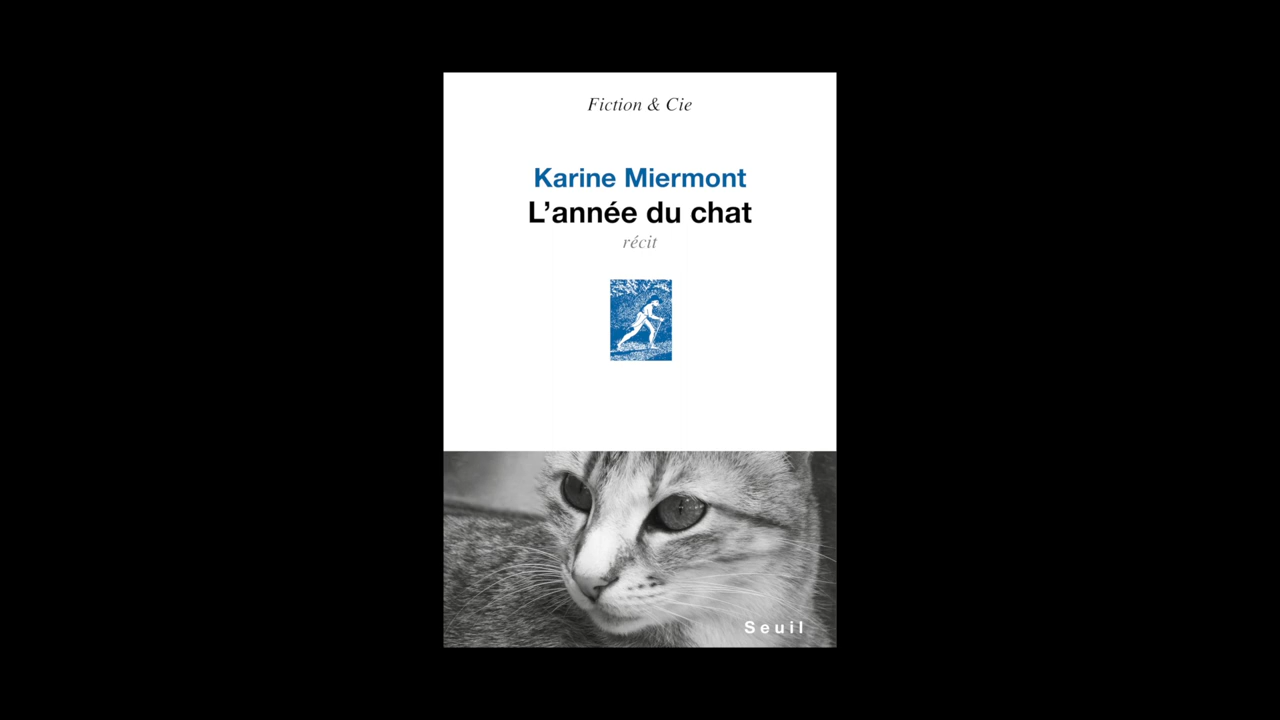 Fiction & Cie
Karine Miermont
L’année du chat
récit
Seuil